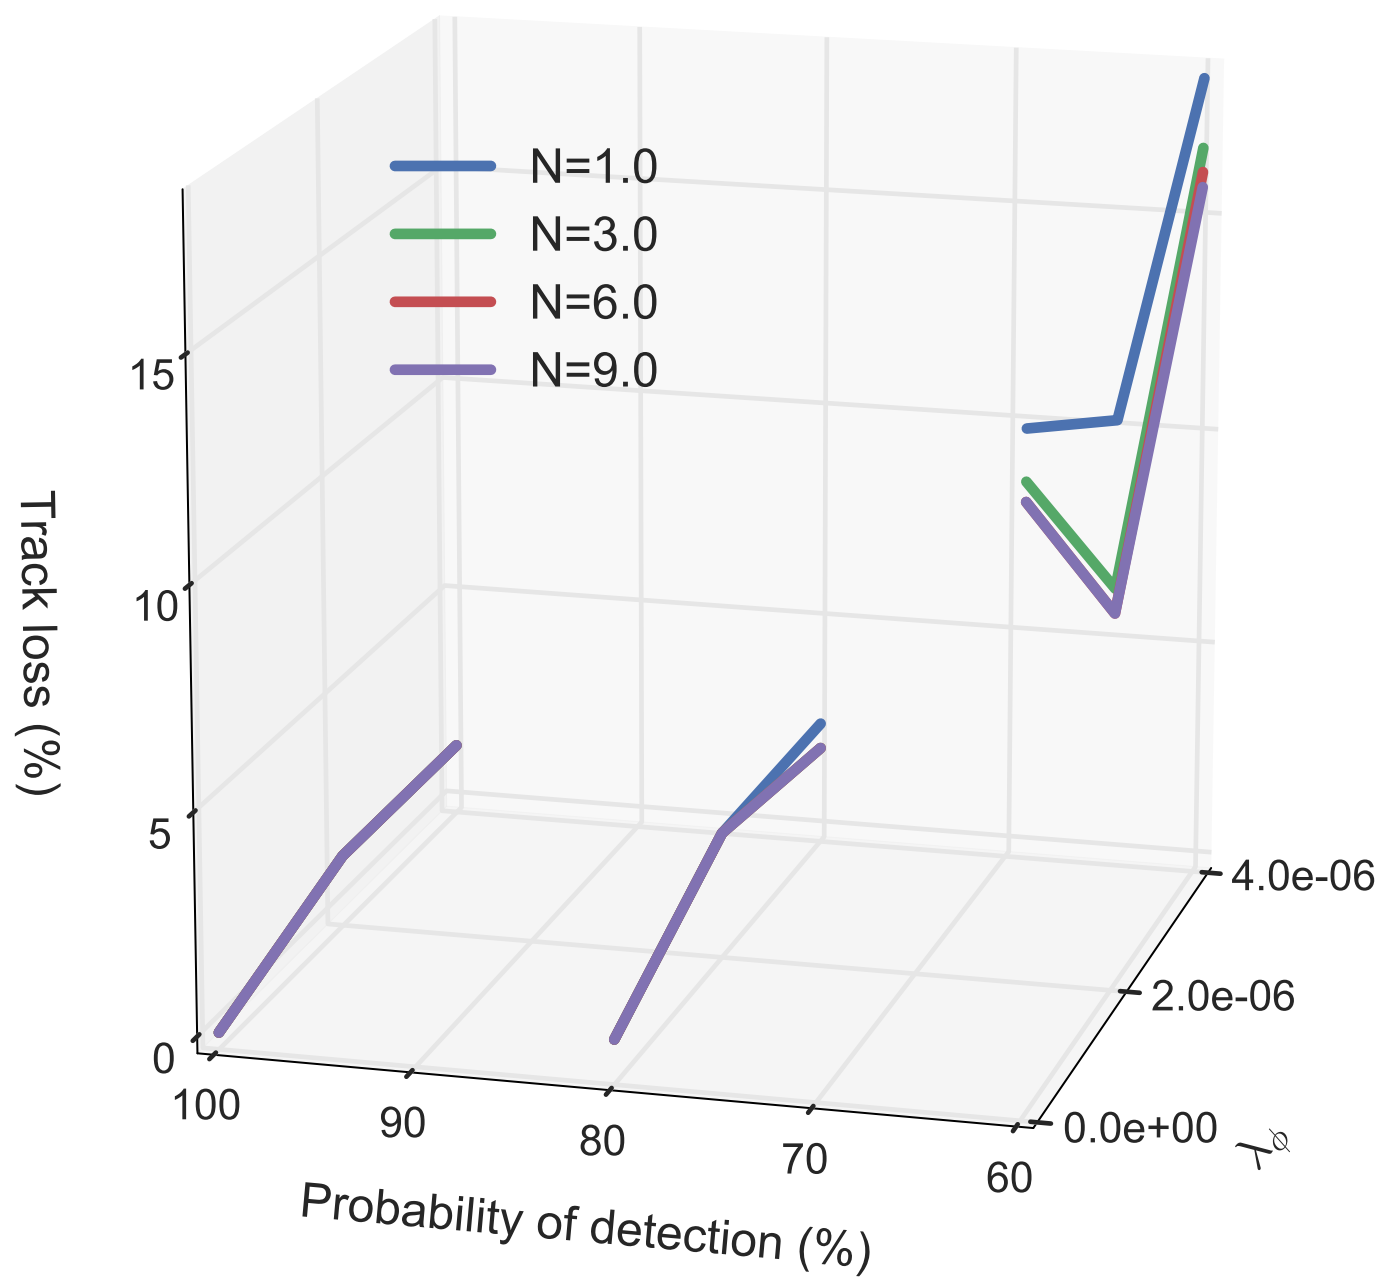 N=1.0
N=3.0
N=6.0
N=9.0
15
10
5
0
Track loss (%)
100
90
80
70
60
Probability of detection (%)
4.0e-06
2.0e-06
0.0e+00
λ^ø